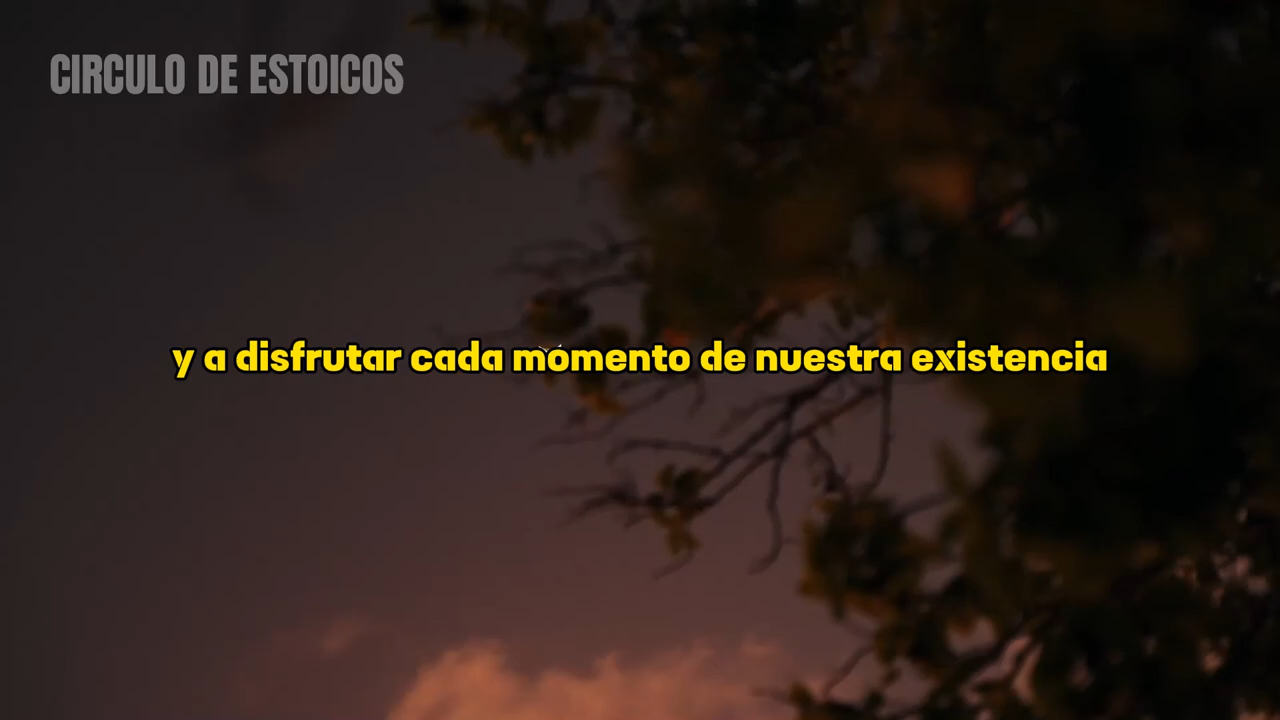 CIRCULO DE ESTOICOS
y a disfrutar cada momento de nuestra existencia